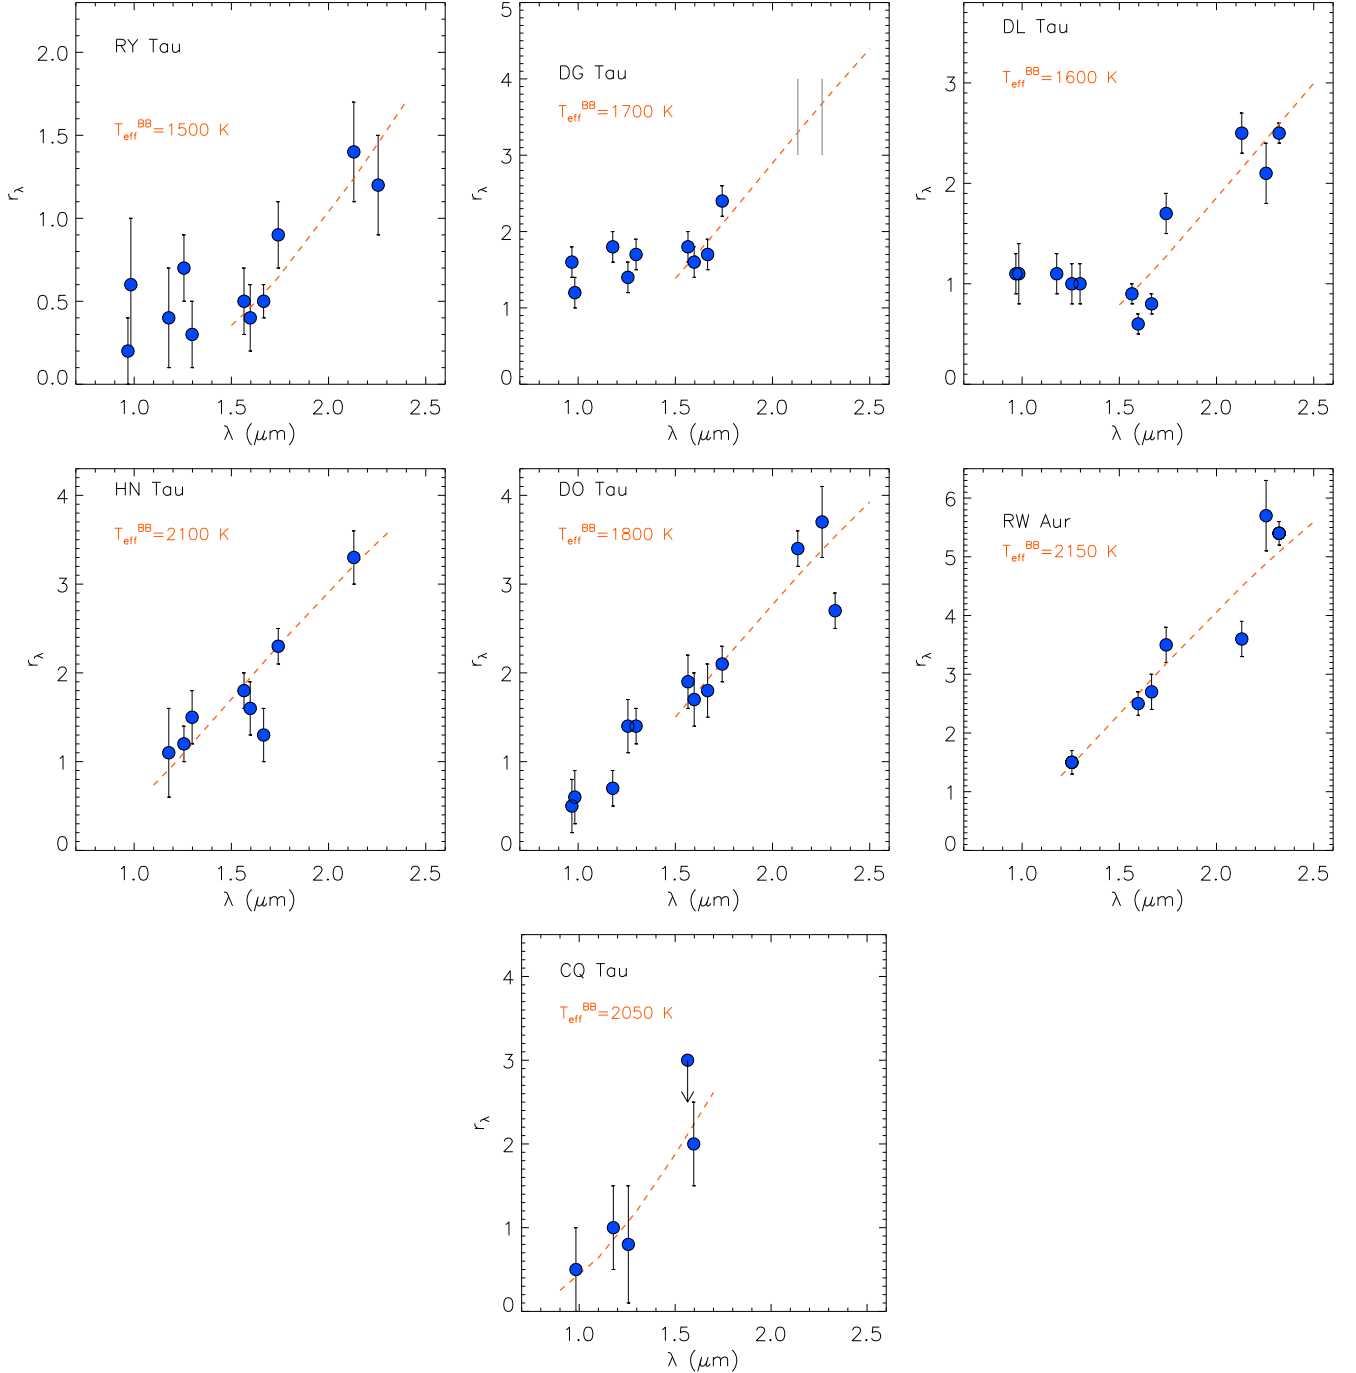 RY Tau
T_eff^BB=1500 K
2.0
1.5
1.0
0.5
0.0
r_λ
1.0 1.5 2.0 2.5
λ (μm)
DG Tau
T_eff^BB=1700 K
5
4
3
2
1
0
r_λ
1.0 1.5 2.0 2.5
λ (μm)
DL Tau
T_eff^BB=1600 K
3
2
1
0
r_λ
1.0 1.5 2.0 2.5
λ (μm)
HN Tau
T_eff^BB=2100 K
4
3
2
1
0
r_λ
1.0 1.5 2.0 2.5
λ (μm)
DO Tau
T_eff^BB=1800 K
4
3
2
1
0
r_λ
1.0 1.5 2.0 2.5
λ (μm)
RW Aur
T_eff^BB=2150 K
6
5
4
3
2
1
0
r_λ
1.0 1.5 2.0 2.5
λ (μm)
CQ Tau
T_eff^BB=2050 K
4
3
2
1
0
r_λ
1.0 1.5 2.0 2.5
λ (μm)